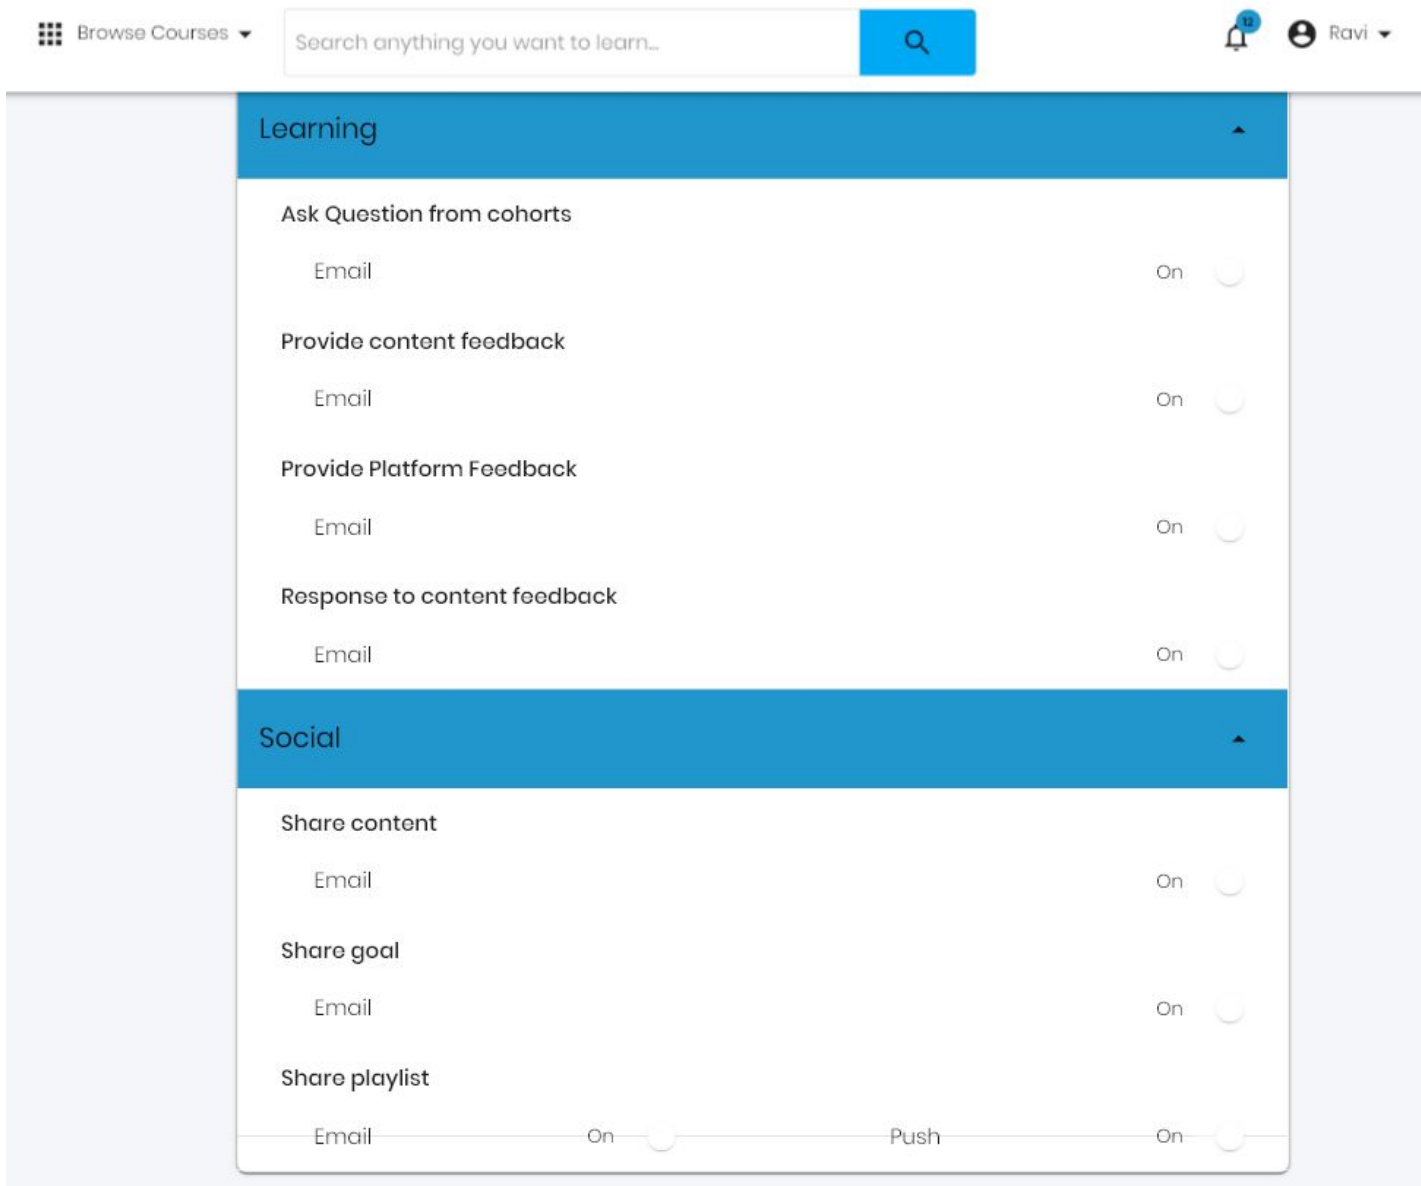 Browse Courses
Search anything you want to learn...
12
Ravi
Learning
Ask Question from cohorts
Email On
Provide content feedback
Email On
Provide Platform Feedback
Email On
Response to content feedback
Email On
Social
Share content
Email On
Share goal
Email On
Share playlist
Email On Push On